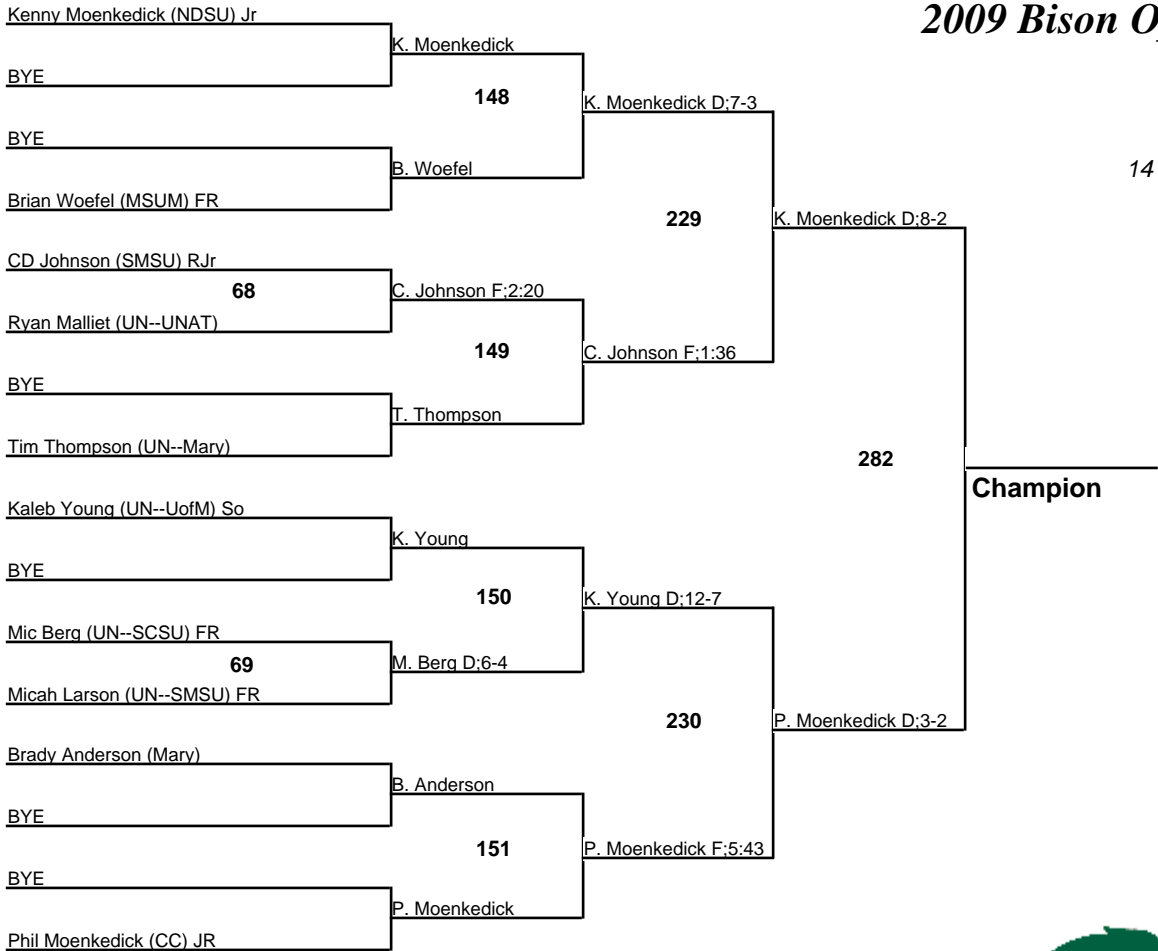 Kenny Moenkedick (NDSU) Jr
2009 Bison O
K. Moenkedick
BYE
148
K. Moenkedick D;7-3
BYE
B. Woefel
14
Brian Woefel (MSUM) FR
229
K. Moenkedick D;8-2
CD Johnson (SMSU) RJr
68
C. Johnson F;2:20
Ryan Malliet (UN--UNAT)
149
C. Johnson F;1:36
BYE
T. Thompson
Tim Thompson (UN--Mary)
282
Champion
Kaleb Young (UN--UofM) So
K. Young
BYE
150
K. Young D;12-7
Mic Berg (UN--SCSU) FR
69
M. Berg D;6-4
Micah Larson (UN--SMSU) FR
230
P. Moenkedick D;3-2
Brady Anderson (Mary)
B. Anderson
BYE
151
P. Moenkedick F;5:43
BYE
P. Moenkedick
Phil Moenkedick (CC) JR